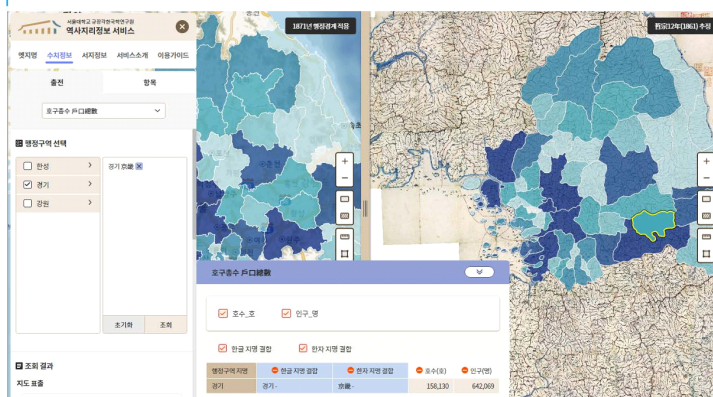 서울대학교 규장각한국학연구원
역사지리정보 서비스
옛지명 수치정보 서지정보 서비스소개 이용가이드
출전 항목
호구총수 戶口總數
행정구역 선택
한성
경기
강원
경기 京畿
초기화 조회
조회 결과
지도 표출
1871년 행정경계 적용
哲宗12年(1861) 추정
호구총수 戶口總數
호수_호 인구_명
한글 지명 결합 한자 지명 결합
행정구역 지명 한글 지명 결합 한자 지명 결합 호수(호) 인구(명)
경기 경기 - 京畿 - 158,130 642,069